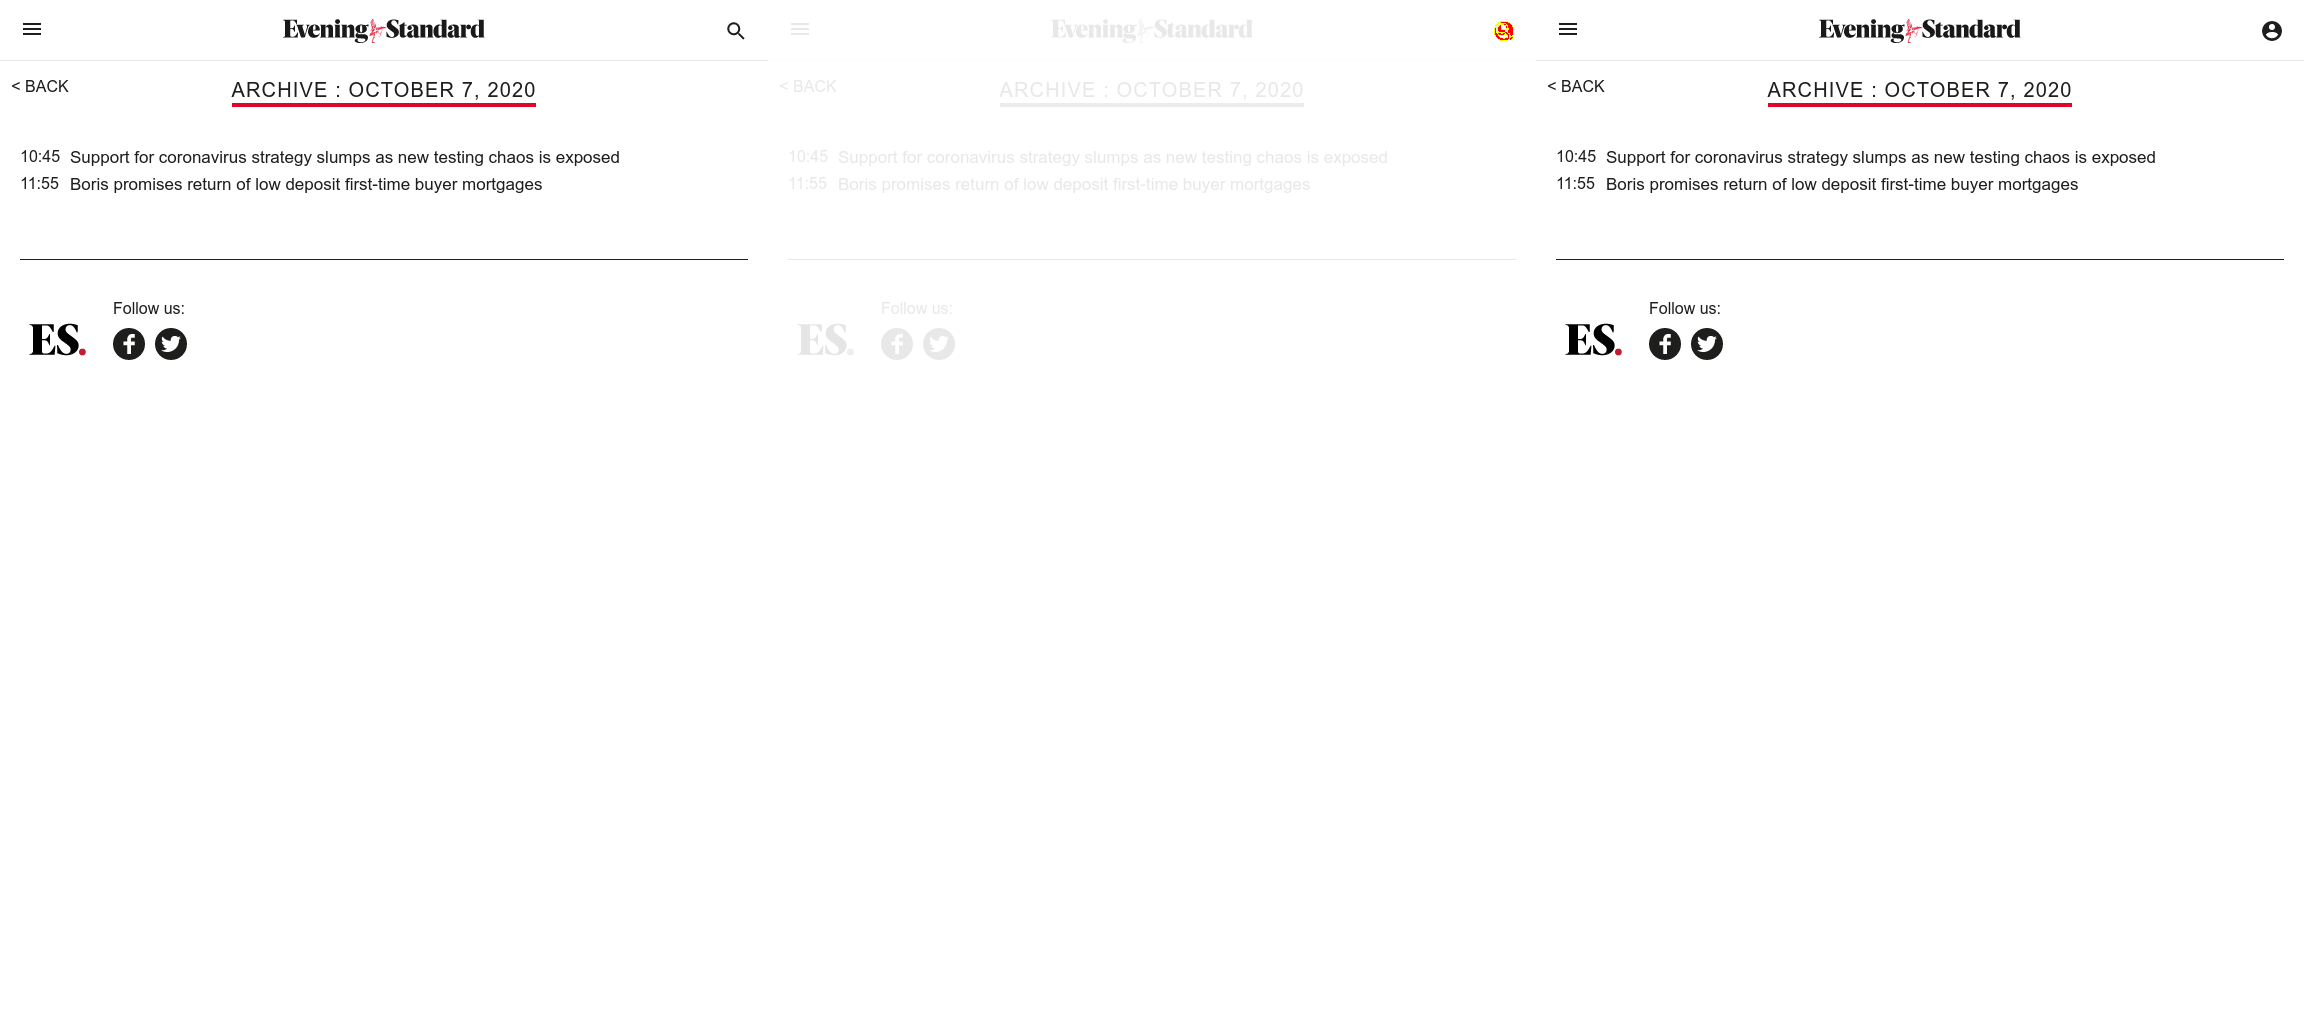 Evening Standard
< BACK
ARCHIVE : OCTOBER 7, 2020
10:45 Support for coronavirus strategy slumps as new testing chaos is exposed
11:55 Boris promises return of low deposit first-time buyer mortgages
Follow us:
ES.
Evening Standard
< BACK
ARCHIVE : OCTOBER 7, 2020
10:45 Support for coronavirus strategy slumps as new testing chaos is exposed
11:55 Boris promises return of low deposit first-time buyer mortgages
Follow us:
ES.
Evening Standard
< BACK
ARCHIVE : OCTOBER 7, 2020
10:45 Support for coronavirus strategy slumps as new testing chaos is exposed
11:55 Boris promises return of low deposit first-time buyer mortgages
Follow us:
ES.